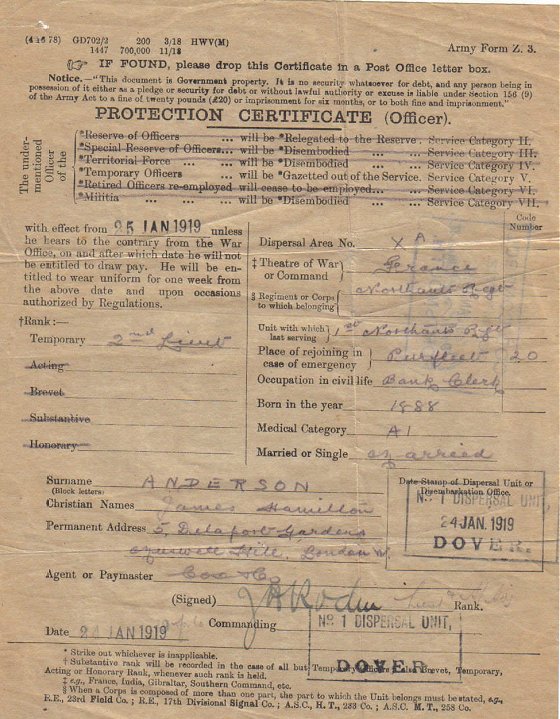 (4 16 78) GD702/2 200 3/18 HWV(M)
1447 700,000 11/18
Army Form Z. 3.
IF FOUND, please drop this Certificate in a Post Office letter box.
Notice.—"This document is Government property. It is no security whatsoever for debt, and any person being in
possession of it either as a pledge or security for debt or without lawful authority or excuse is liable under Section 156 (9)
of the Army Act to a fine of twenty pounds (£20) or imprisonment for six months, or to both fine and imprisonment."
PROTECTION CERTIFICATE (Officer).
The under-
mentioned
Officer
of the
*Reserve of Officers ... ... will be *Relegated to the Reserve. Service Category II.
*Special Reserve of Officers... will be *Disembodied ... Service Category III.
*Territorial Force ... ... will be *Disembodied ... Service Category IV.
*Temporary Officers ... will be *Gazetted out of the Service. Service Category V.
*Retired Officers re-employed will cease to be employed... Service Category VI.
*Militia ... ... ... ... will be *Disembodied ... Service Category VII.
with effect from 25 JAN 1919 unless
he hears to the contrary from the War
Office, on and after which date he will not
be entitled to draw pay. He will be en-
titled to wear uniform for one week from
the above date and upon occasions
authorized by Regulations.
†Rank:—
Temporary 2nd Lieut
Acting
Brevet
Substantive
Honorary
Code
Number
Dispersal Area No. XA
‡ Theatre of War
or Command France
§ Regiment or Corps
to which belonging Northants Regt
Unit with which
last serving 1st Northants Regt
Place of rejoining in
case of emergency Purfleet 20
Occupation in civil life Bank Clerk
Born in the year 1888
Medical Category A1
Married or Single Married
Surname ANDERSON
(Block letters)
Christian Names James Hamilton
Permanent Address 5, Delaport Gardens
Muswell Hill, London N.
Agent or Paymaster Cox & Co.
Date Stamp of Dispersal Unit or
Disembarkation Office.
No 1 DISPERSAL UNIT,
24 JAN. 1919
DOVER.
(Signed) Rank.
Commanding
No 1 DISPERSAL UNIT,
DOVER.
Date 24 JAN 1919
* Strike out whichever is inapplicable.
† Substantive rank will be recorded in the case of all but Temporary Officers; also Brevet, Temporary,
Acting or Honorary Rank, whenever such rank is held.
‡ e.g., France, India, Gibraltar, Southern Command, etc.
§ When a Corps is composed of more than one part, the part to which the Unit belongs must be stated, e.g.,
R.E., 23rd Field Co.; R.E., 17th Divisional Signal Co.; A.S.C., H.T., 233 Co.; A.S.C. M.T., 258 Co.